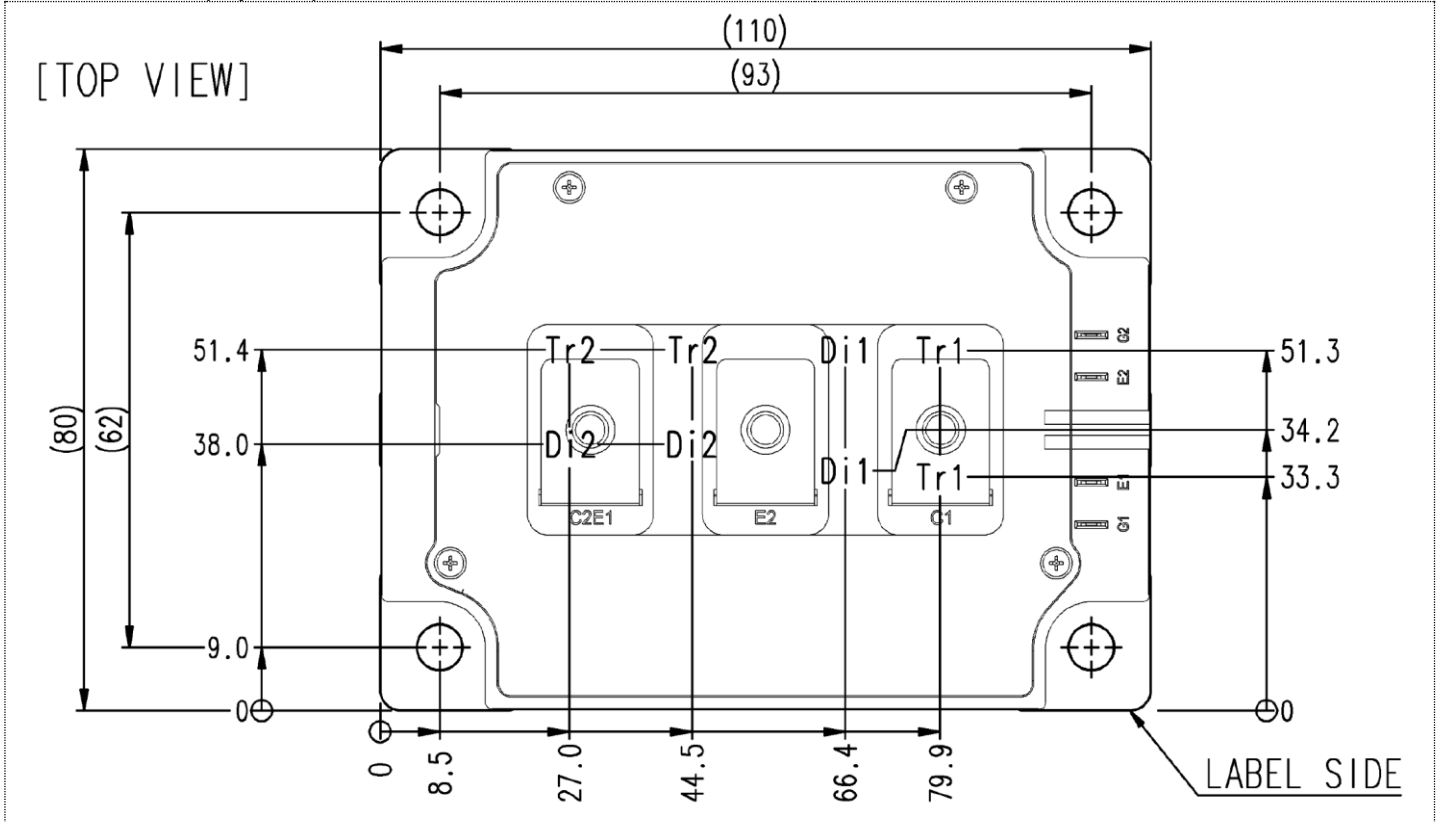 (110)
[TOP VIEW]
(93)
G2
51.4
Tr2
Tr2
Di1
Tr1
51.3
E2
(80)
(62)
38.0
Di2
Di2
34.2
Di1
Tr1
33.3
E1
C2E1
E2
C1
G1
9.0
0
0
0
8.5
27.0
44.5
66.4
79.9
LABEL SIDE